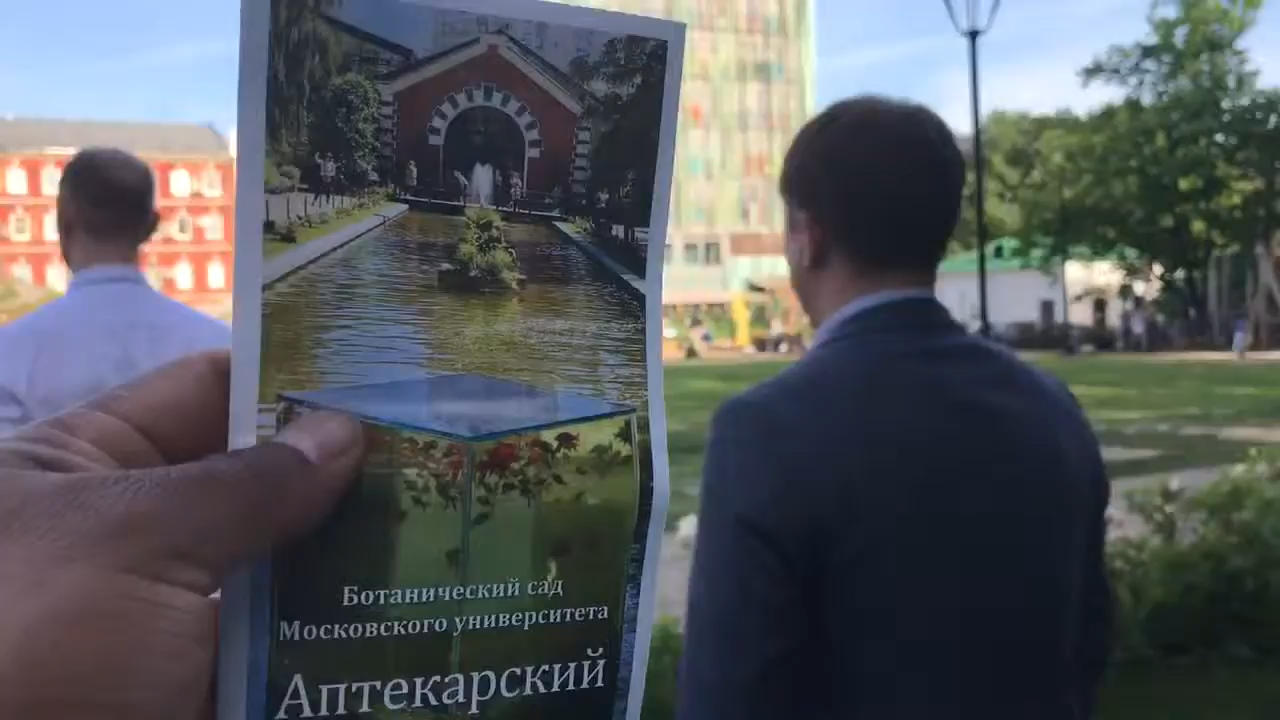 Ботанический сад
Московского университета
Аптекарский